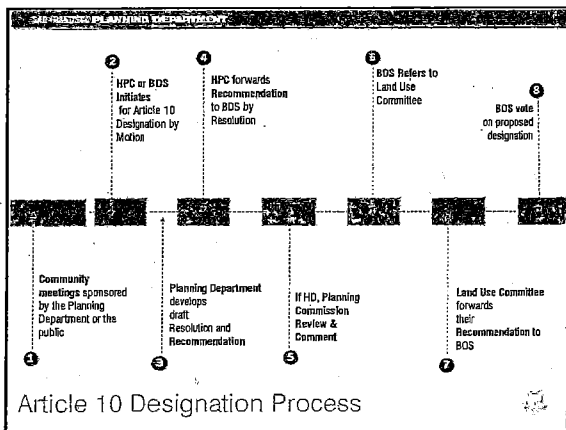 PLANNING DEPARTMENT
2
HPC or BOS
Initiates
for Article 10
Designation by
Motion
4
HPC forwards
Recommendation
to BOS by
Resolution
6
BOS Refers to
Land Use
Committee
8
BOS vote
on proposed
designation
Community
meetings sponsored
by the Planning
Department or the
public
1
Planning Department
develops
draft
Resolution and
Recommendation
3
If HD, Planning
Commission
Review &
Comment
5
Land Use Committee
forwards
their
Recommendation to
BOS
7
Article 10 Designation Process